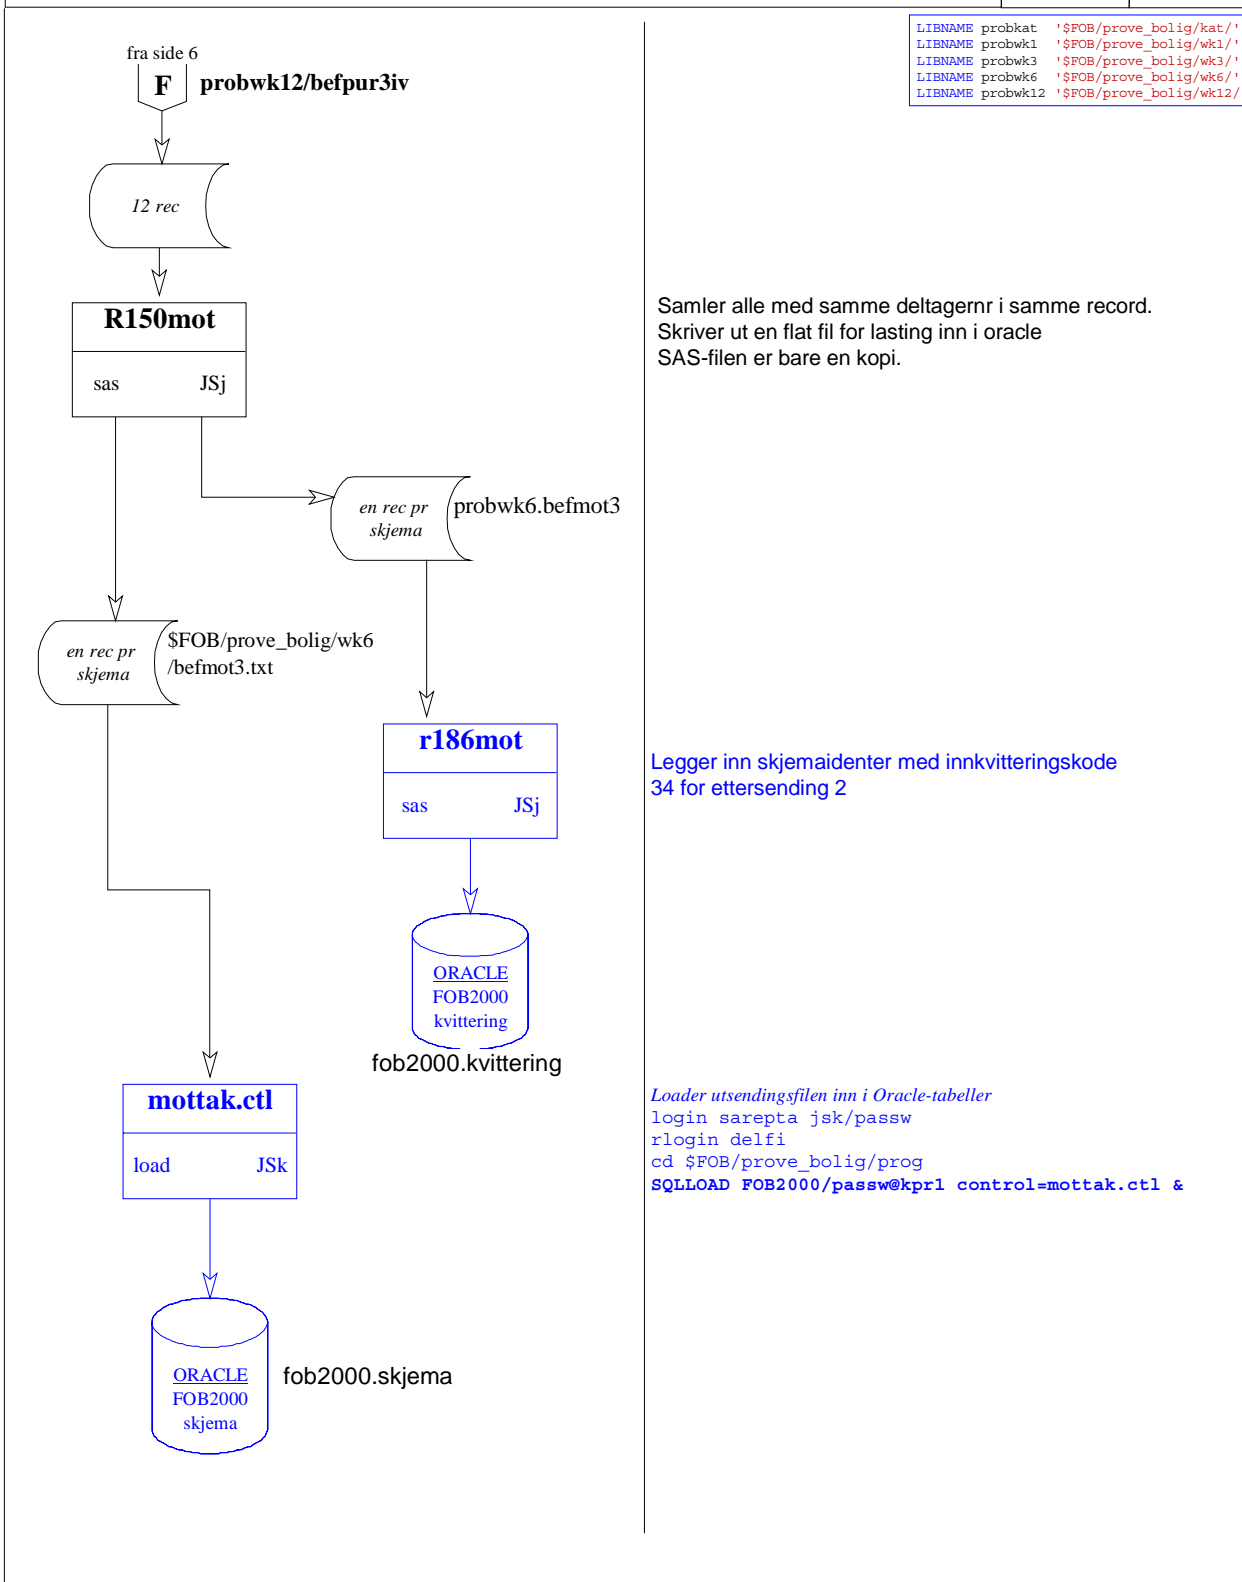 LIBNAME probkat '$FOB/prove_bolig/kat/'
LIBNAME probwk1 '$FOB/prove_bolig/wk1/'
LIBNAME probwk3 '$FOB/prove_bolig/wk3/'
LIBNAME probwk6 '$FOB/prove_bolig/wk6/'
LIBNAME probwk12 '$FOB/prove_bolig/wk12/
fra side 6
F probwk12/befpur3iv
12 rec
R150mot
sas JSj
Samler alle med samme deltagernr i samme record.
Skriver ut en flat fil for lasting inn i oracle
SAS-filen er bare en kopi.
en rec pr
skjema
probwk6.befmot3
en rec pr
skjema
$FOB/prove_bolig/wk6
/befmot3.txt
r186mot
sas JSj
Legger inn skjemaidenter med innkvitteringskode
34 for ettersending 2
ORACLE
FOB2000
kvittering
fob2000.kvittering
mottak.ctl
load JSk
Loader utsendingsfilen inn i Oracle-tabeller
login sarepta jsk/passw
rlogin delfi
cd $FOB/prove_bolig/prog
SQLLOAD FOB2000/passw@kpr1 control=mottak.ctl &
ORACLE
FOB2000
skjema
fob2000.skjema